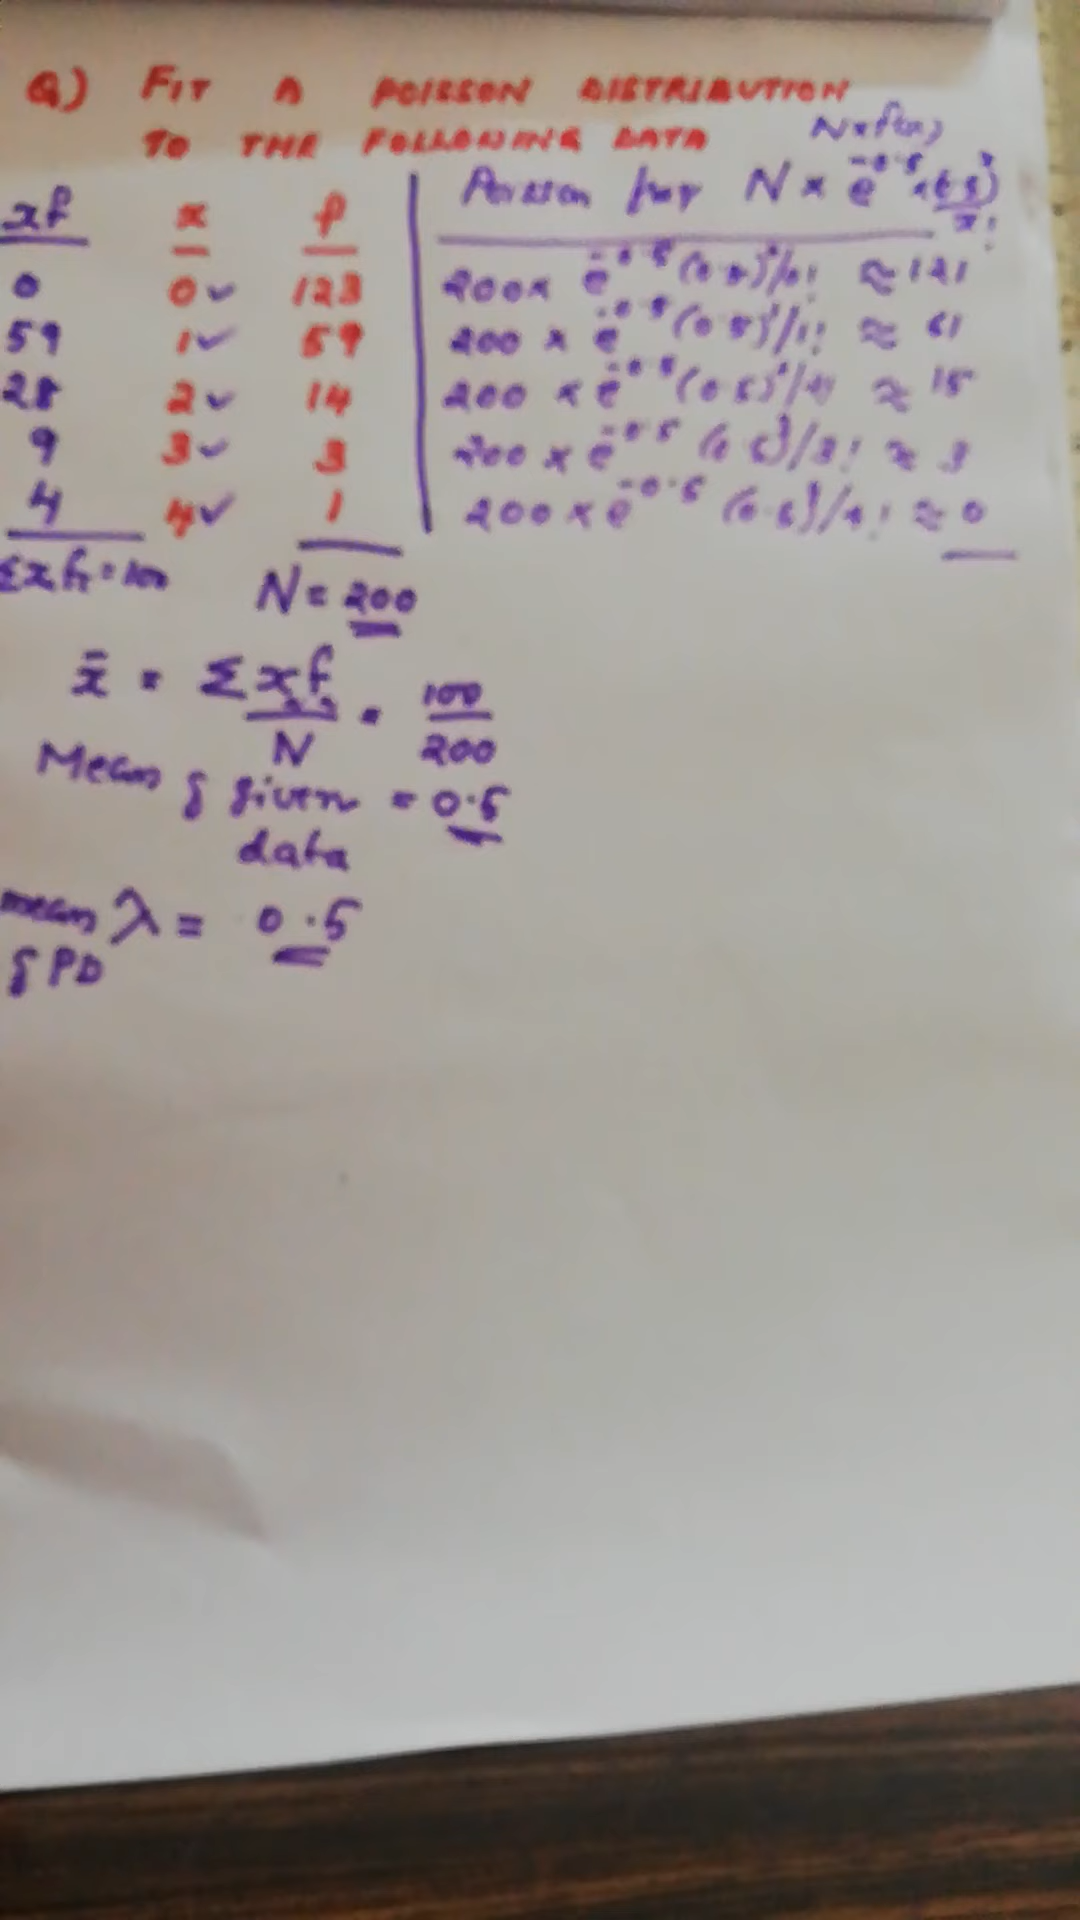 Q) FIT A POISSON DISTRIBUTION
TO THE FOLLOWING DATA N×f(x)
xf x f Poisson N × e^-0.5 × (0.5)^x / x!
0 0 ✓ 123 200 × e^-0.5 (0.5)^0/0! ≈ 121
59 1 ✓ 59 200 × e^-0.5 (0.5)^1/1! ≈ 61
28 2 ✓ 14 200 × e^-0.5 (0.5)^2/2! ≈ 15
9 3 ✓ 3 200 × e^-0.5 (0.5)^3/3! ≈ 3
4 4 ✓ 1 200 × e^-0.5 (0.5)^4/4! ≈ 0
Σxf = 100 N = 200
x̄ = Σxf / N = 100 / 200
Mean of given = 0.5
data
mean λ = 0.5
of PD